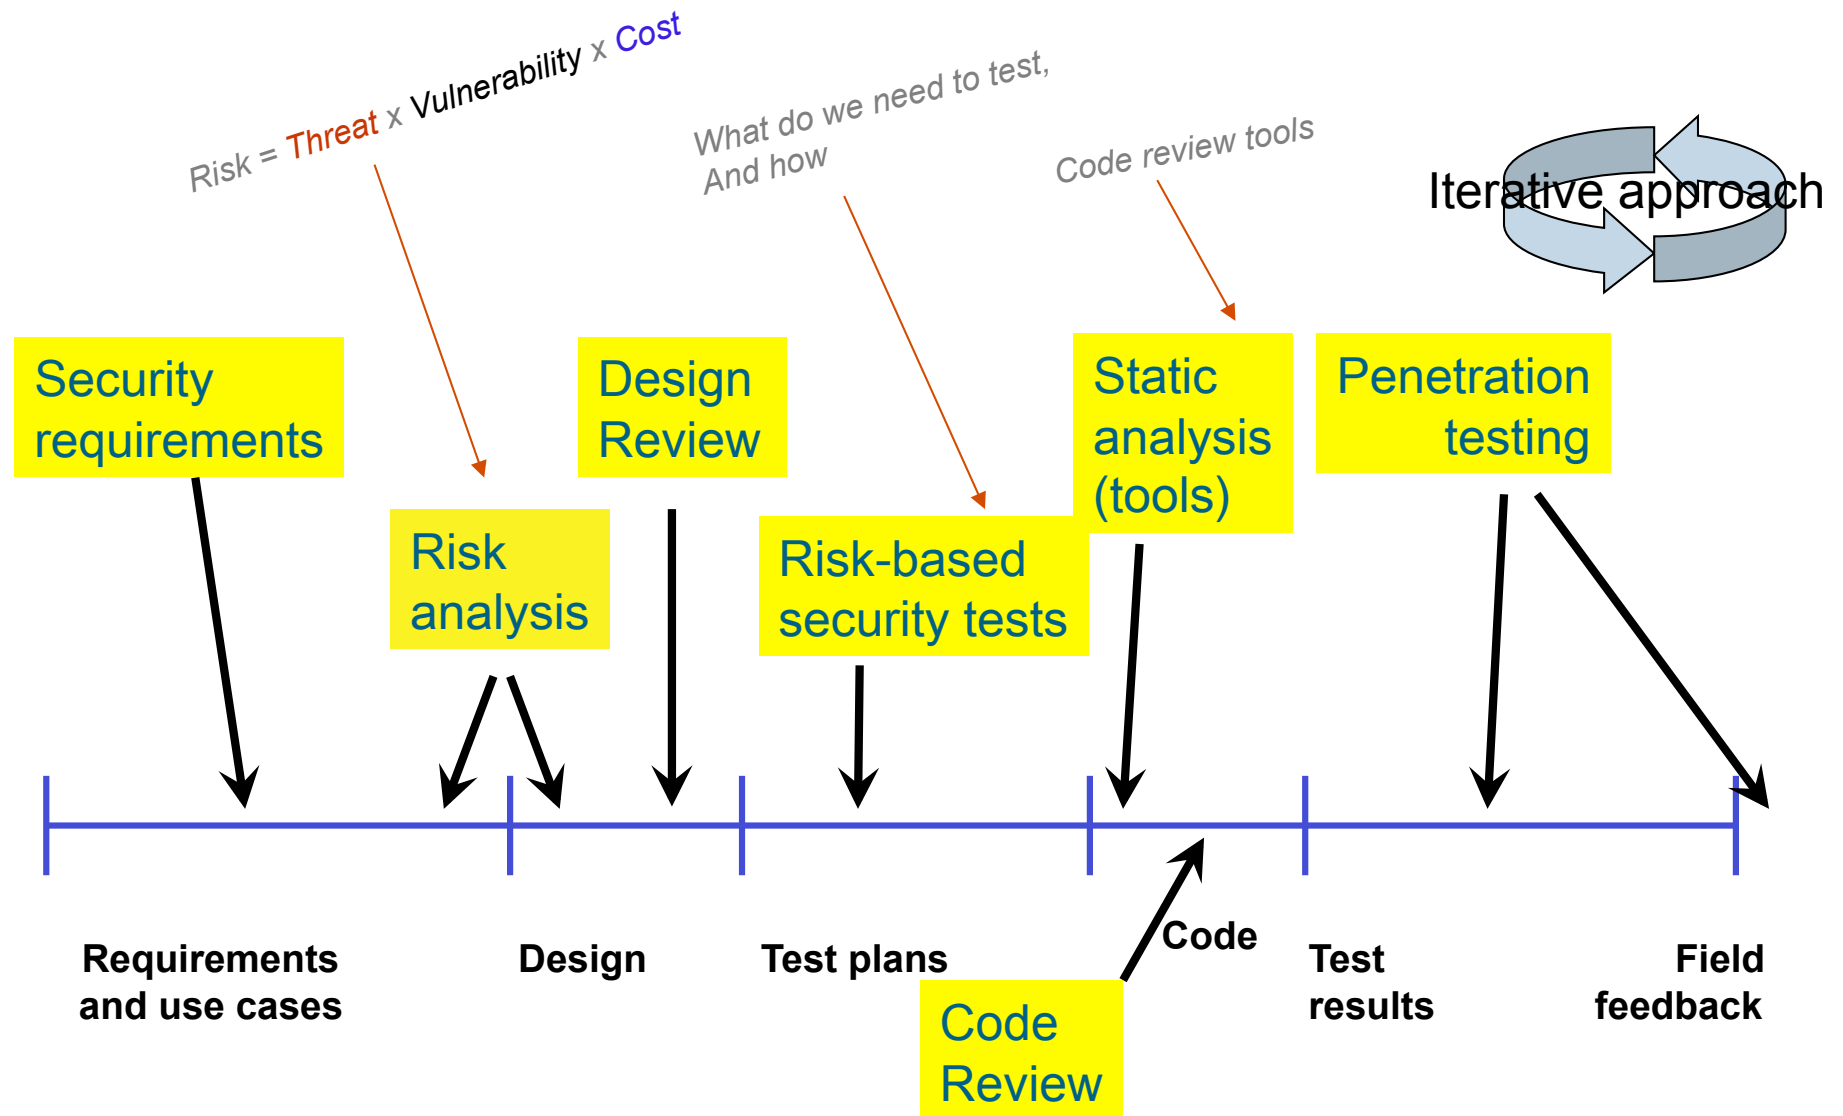 Risk = Threat x Vulnerability x Cost
What do we need to test,
And how
Code review tools
Iterative approach
Security
requirements
Risk
analysis
Design
Review
Risk-based
security tests
Static
analysis
(tools)
Penetration
testing
Requirements
and use cases
Design
Test plans
Code
Test
results
Field
feedback
Code
Review